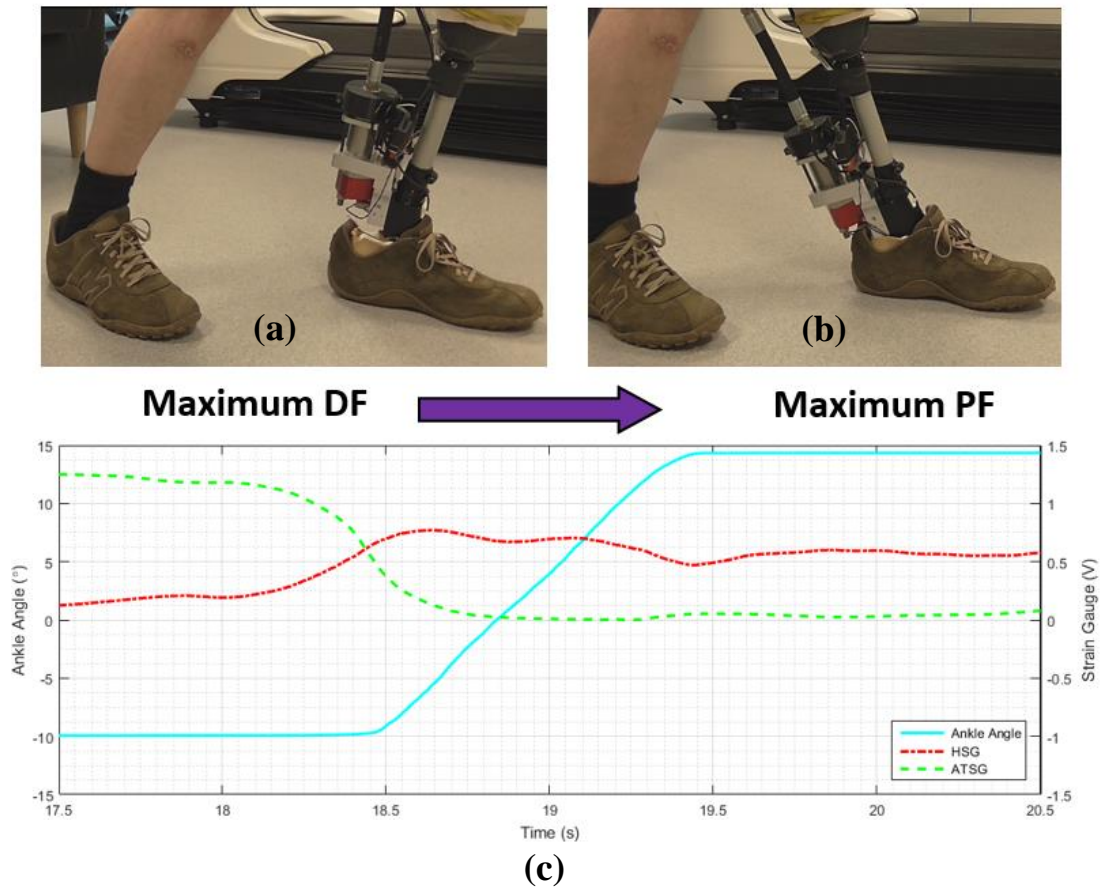 (a)
(b)
Maximum DF
Maximum PF
15
10
5
0
-5
-10
-15
Ankle Angle (°)
1.5
1
0.5
0
-0.5
-1
-1.5
Strain Gauge (V)
Ankle Angle
HSG
ATSG
17.5 18 18.5 19 19.5 20 20.5
Time (s)
(c)